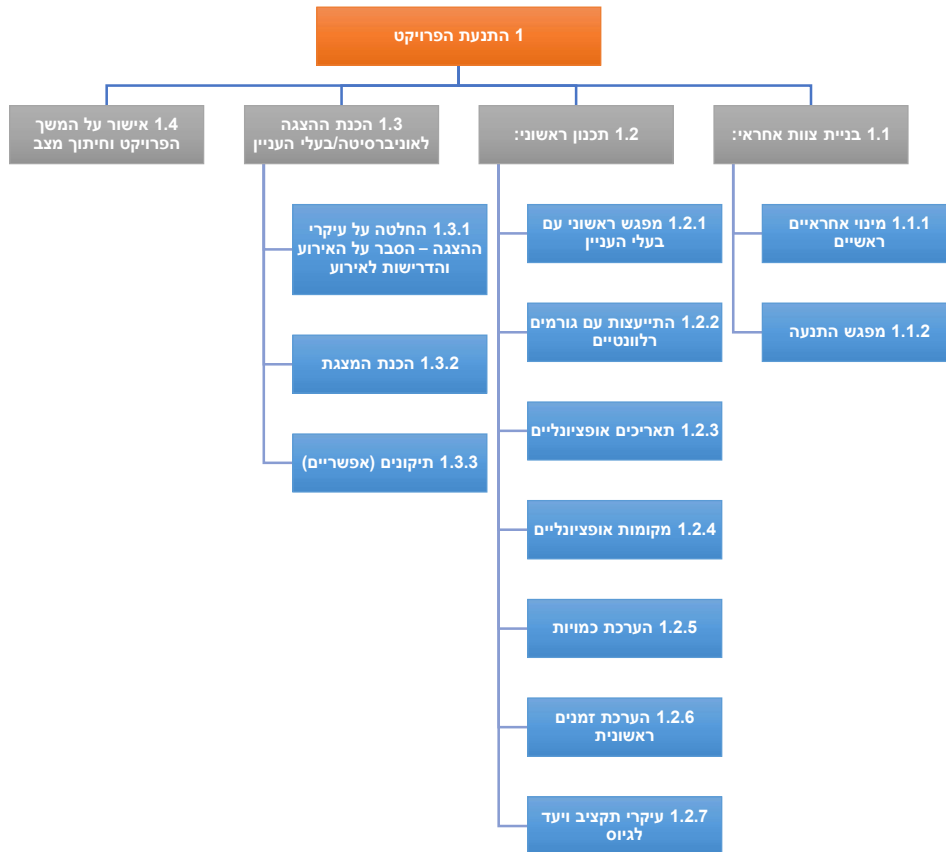 1 התנעת הפרויקט
1.1 בניית צוות אחראי:
1.1.1 מינוי אחראיים
ראשיים
1.1.2 מפגש התנעה
1.2 תכנון ראשוני:
1.2.1 מפגש ראשוני עם
בעלי העניין
1.2.2 התייעצות עם גורמים
רלוונטיים
1.2.3 תאריכים אופציונליים
1.2.4 מקומות אופציונליים
1.2.5 הערכת כמויות
1.2.6 הערכת זמנים
ראשונית
1.2.7 עיקרי תקציב ויעד
לגיוס
1.3 הכנת ההצגה
לאוניברסיטה/בעלי העניין
1.3.1 החלטה על עיקרי
ההצגה – הסבר על האירוע
והדרישות לאירוע
1.3.2 הכנת המצגת
1.3.3 תיקונים (אפשריים)
1.4 אישור על המשך
הפרויקט וחיתוך מצב